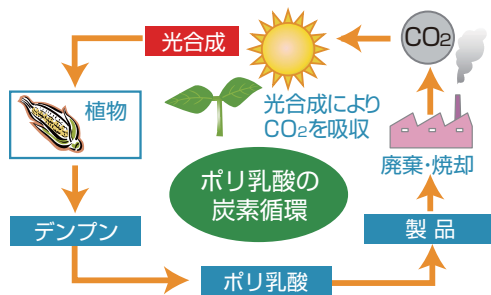 光合成
CO2
植物
光合成により
CO2を吸収
廃棄・焼却
ポリ乳酸の
炭素循環
デンプン
製品
ポリ乳酸